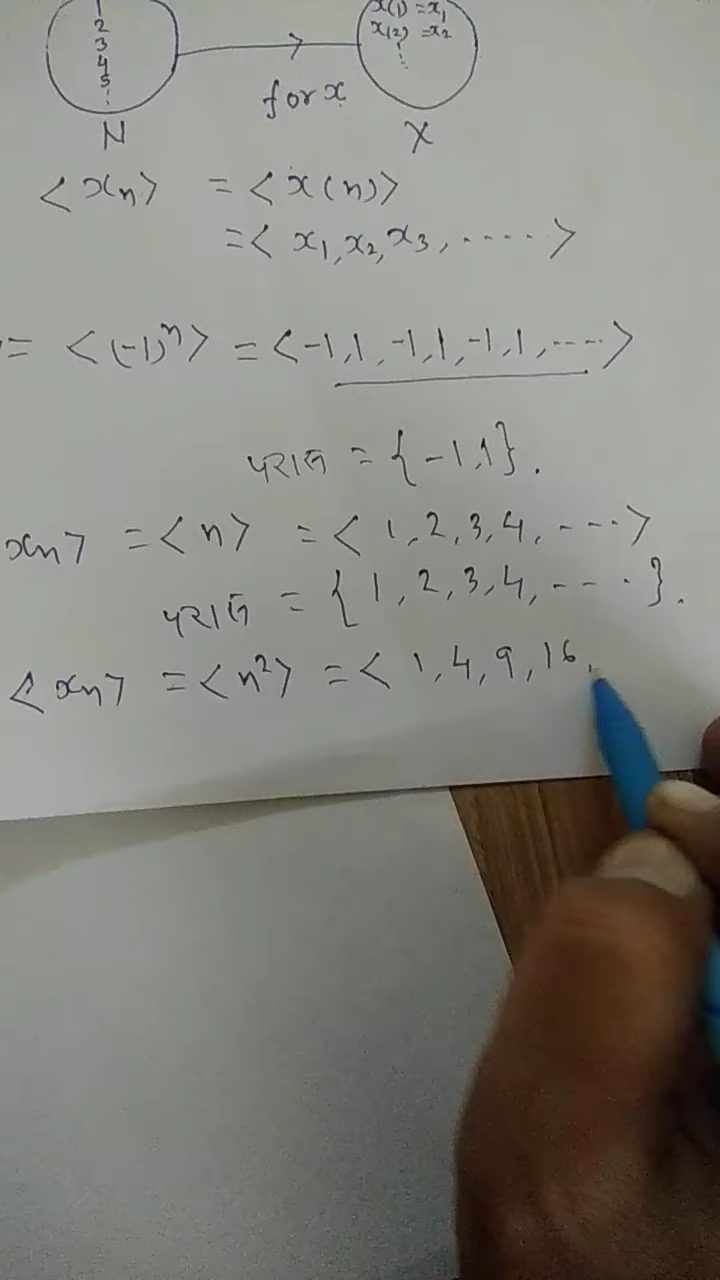 1
2
3
4
5
⋮
N
for x
x(1) = x₁
x(2) = x₂
⋮
X
<xₙ> = <x(n)>
= < x₁, x₂, x₃, ..... >
= <(-1)ⁿ> = <-1, 1, -1, 1, -1, 1, ....>
परास = {-1, 1}.
xₙ> = <n> = < 1, 2, 3, 4, ....>
परास = {1, 2, 3, 4, ....}.
<xₙ> = <n²> = < 1, 4, 9, 16,